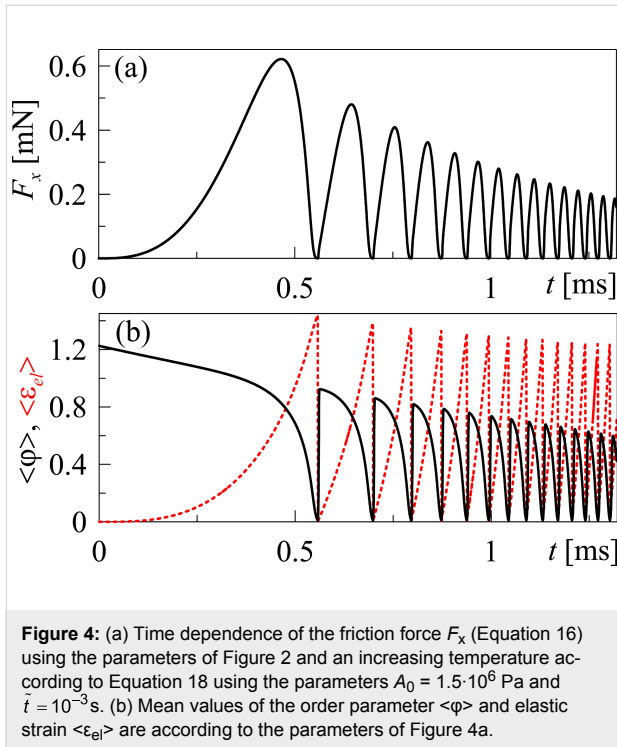 (a)
0.6
0.4
0.2
0
F_x [mN]
0
0.5
1
t [ms]
(b)
1.2
0.8
0.4
0
<φ>, <ε_el>
0
0.5
1
t [ms]
Figure 4: (a) Time dependence of the friction force F_x (Equation 16)
using the parameters of Figure 2 and an increasing temperature ac-
cording to Equation 18 using the parameters A₀ = 1.5·10⁶ Pa and
t̃ = 10⁻³ s. (b) Mean values of the order parameter <φ> and elastic
strain <ε_el> are according to the parameters of Figure 4a.